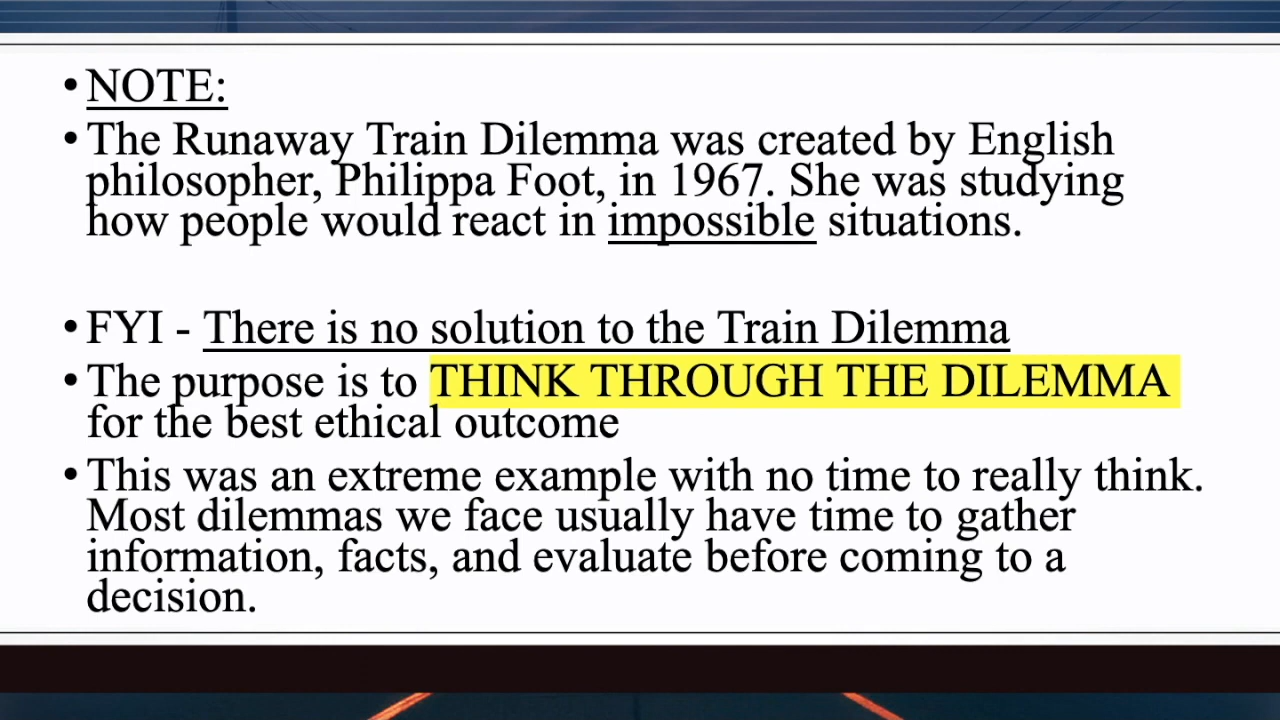 • NOTE:
• The Runaway Train Dilemma was created by English
philosopher, Philippa Foot, in 1967. She was studying
how people would react in impossible situations.
• FYI - There is no solution to the Train Dilemma
• The purpose is to THINK THROUGH THE DILEMMA
for the best ethical outcome
• This was an extreme example with no time to really think.
Most dilemmas we face usually have time to gather
information, facts, and evaluate before coming to a
decision.